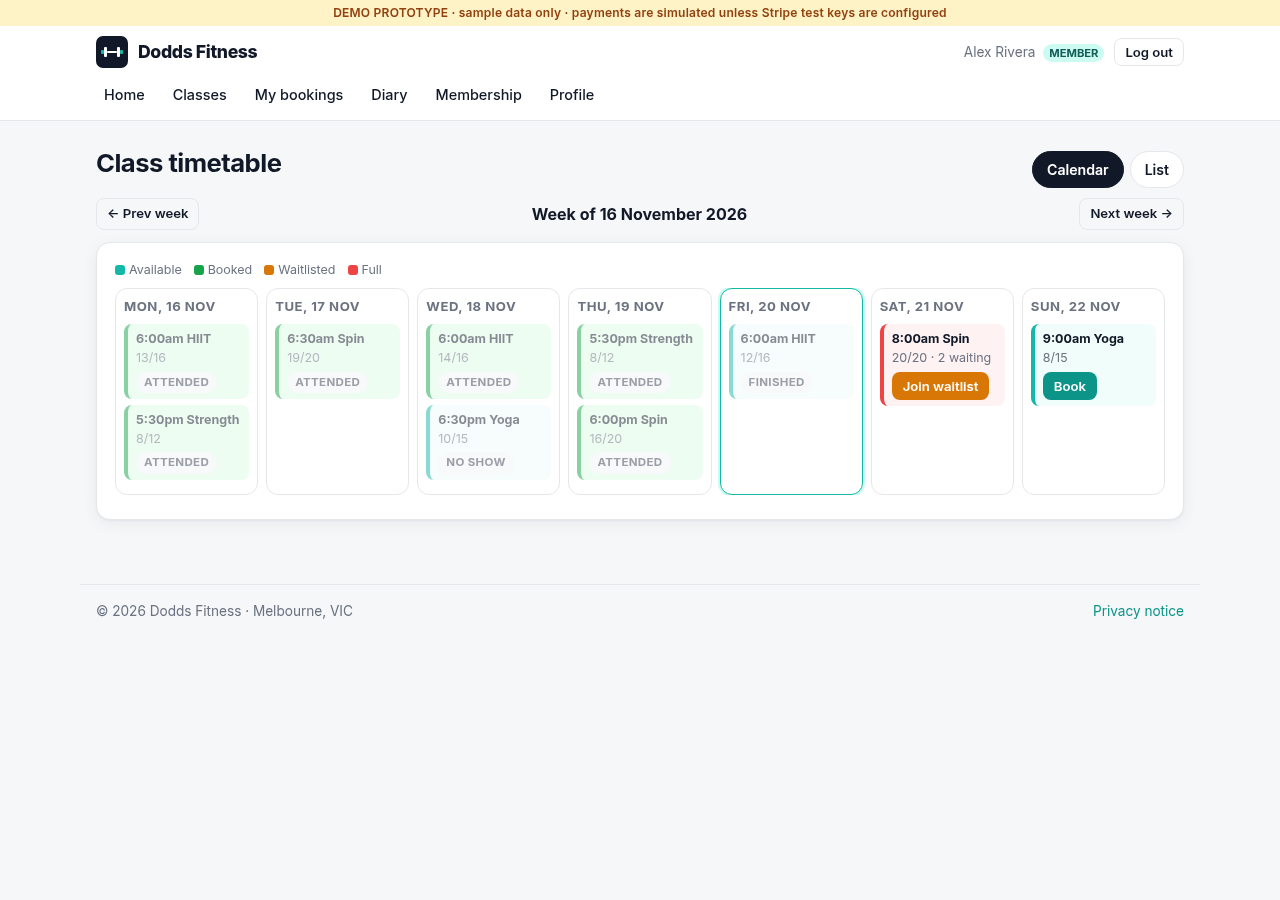 DEMO PROTOTYPE · sample data only · payments are simulated unless Stripe test keys are configured
Dodds Fitness
Alex Rivera MEMBER Log out
Home Classes My bookings Diary Membership Profile
Class timetable
Calendar List
← Prev week
Week of 16 November 2026
Next week →
Available Booked Waitlisted Full
MON, 16 NOV
6:00am HIIT
13/16
ATTENDED
5:30pm Strength
8/12
ATTENDED
TUE, 17 NOV
6:30am Spin
19/20
ATTENDED
WED, 18 NOV
6:00am HIIT
14/16
ATTENDED
6:30pm Yoga
10/15
NO SHOW
THU, 19 NOV
5:30pm Strength
8/12
ATTENDED
6:00pm Spin
16/20
ATTENDED
FRI, 20 NOV
6:00am HIIT
12/16
FINISHED
SAT, 21 NOV
8:00am Spin
20/20 · 2 waiting
Join waitlist
SUN, 22 NOV
9:00am Yoga
8/15
Book
© 2026 Dodds Fitness · Melbourne, VIC
Privacy notice